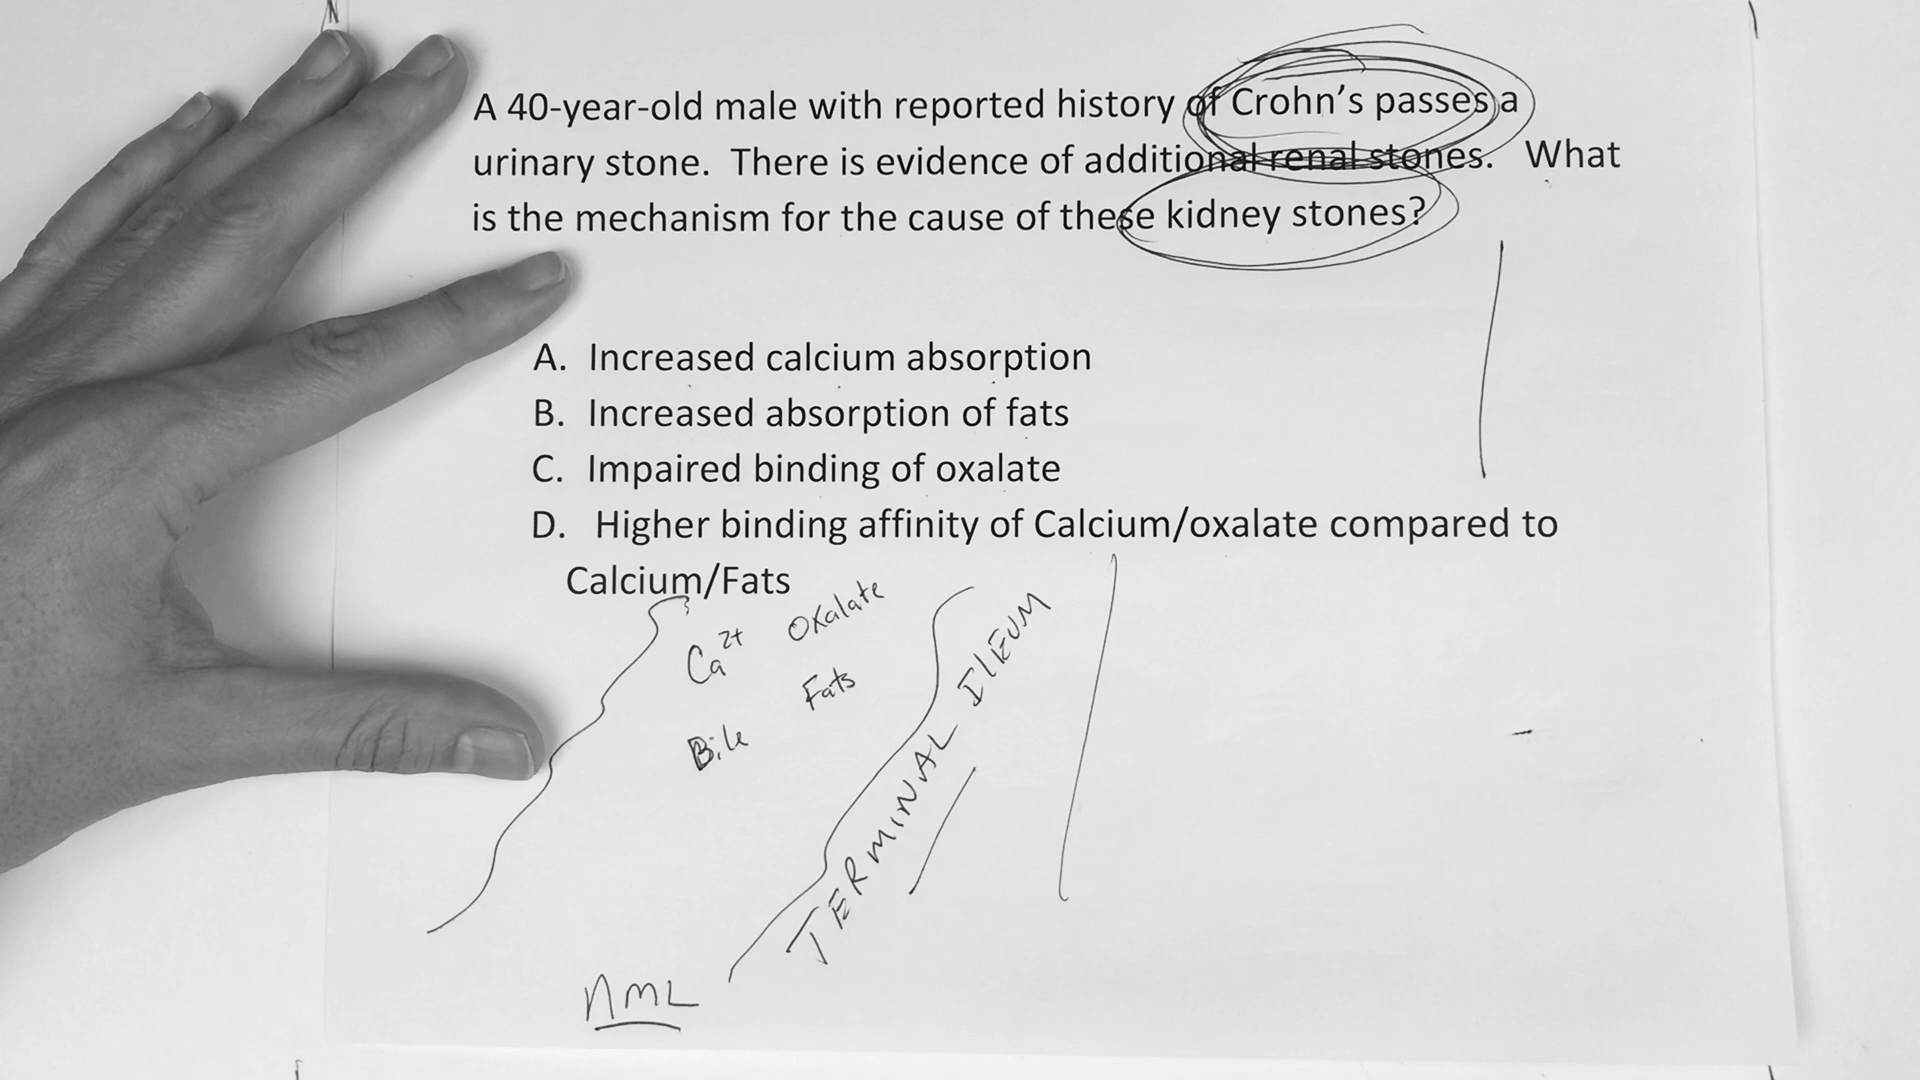 A 40-year-old male with reported history of Crohn's passes a
urinary stone. There is evidence of additional renal stones. What
is the mechanism for the cause of these kidney stones?
A. Increased calcium absorption
B. Increased absorption of fats
C. Impaired binding of oxalate
D. Higher binding affinity of Calcium/oxalate compared to
Calcium/Fats
Ca2+ Oxalate
Bile Fats
TERMINAL ILEUM
NML